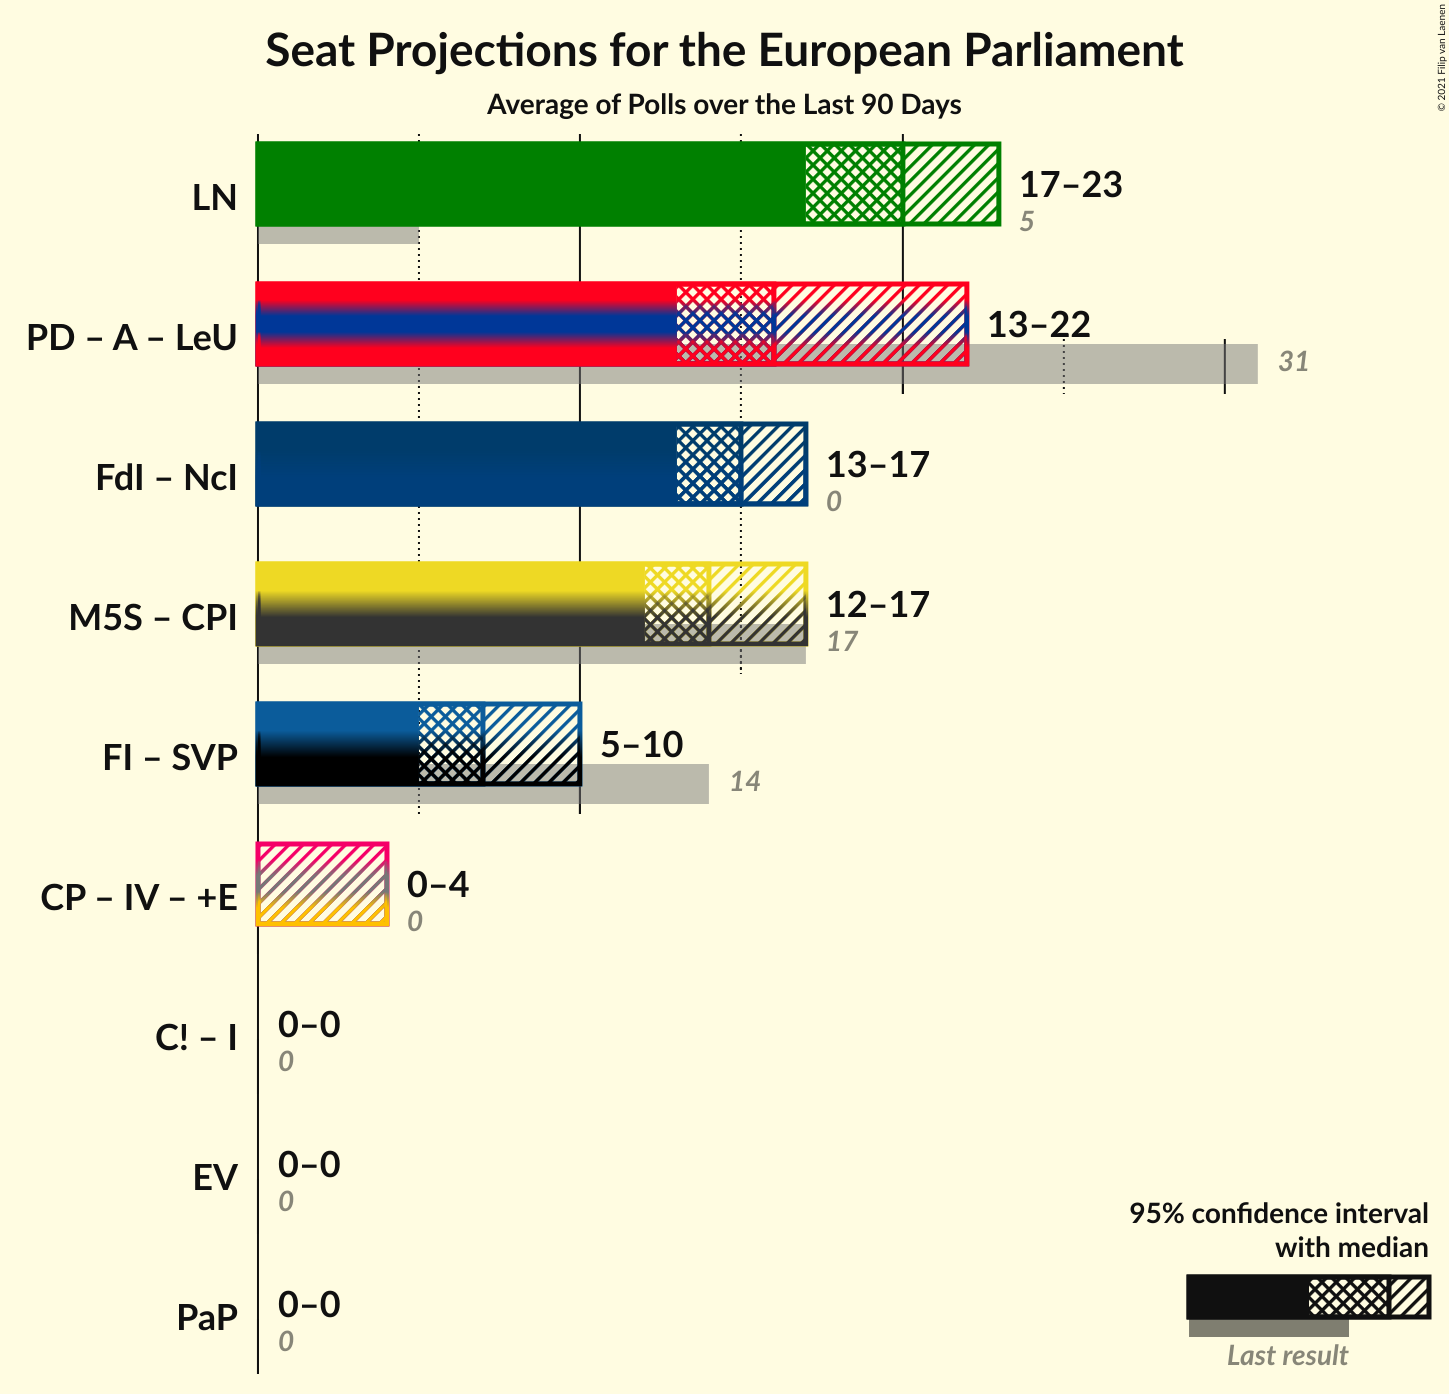 Seat Projections for the European Parliament
Average of Polls over the Last 90 Days
© 2021 Filip van Laenen
LN
17–23
5
PD – A – LeU
13–22
31
FdI – NcI
13–17
0
M5S – CPI
12–17
17
FI – SVP
5–10
14
CP – IV – +E
0–4
0
C! – I
0–0
0
EV
0–0
0
PaP
0–0
0
95% confidence interval
with median
Last result